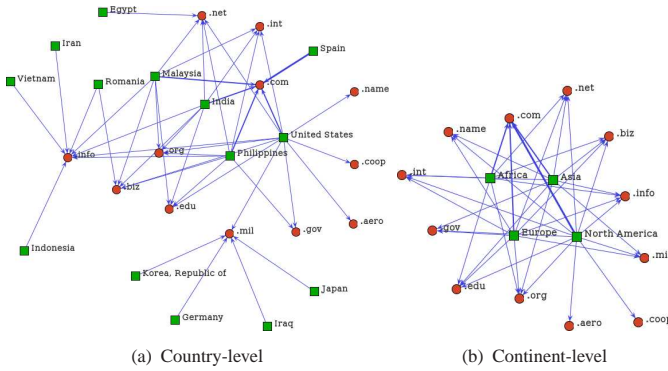 Egypt
.net
.int
Iran
Spain
Vietnam
Romania
Malaysia
.com
.name
India
United States
.info
.org
Philippines
.coop
.biz
.edu
.aero
.mil
.gov
Indonesia
Korea, Republic of
Japan
Germany
Iraq
(a) Country-level
.net
.com
.name
.biz
.int
Africa
Asia
.info
.gov
Europe
North America
.mi
.edu
.org
.aero
.coop
(b) Continent-level